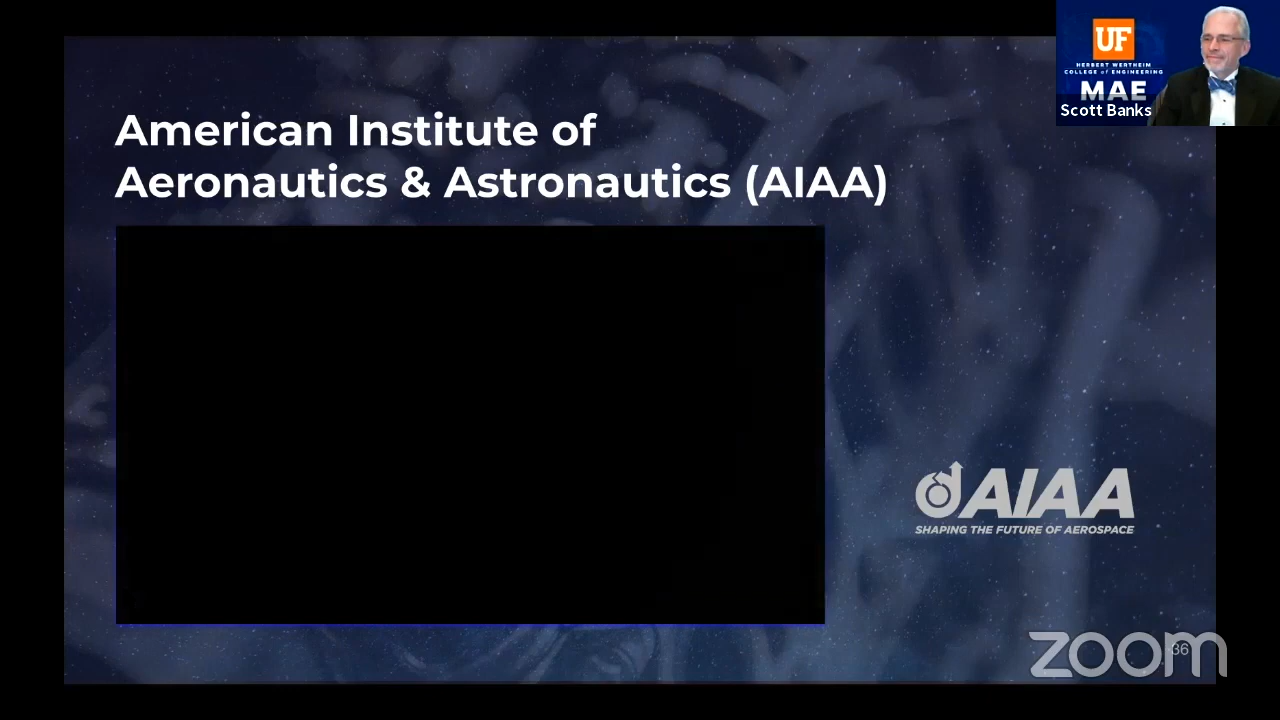 American Institute of
Aeronautics & Astronautics (AIAA)
UF
HERBERT WERTHEIM
COLLEGE of ENGINEERING
MAE
Scott Banks
AIAA
SHAPING THE FUTURE OF AEROSPACE
zoom
36